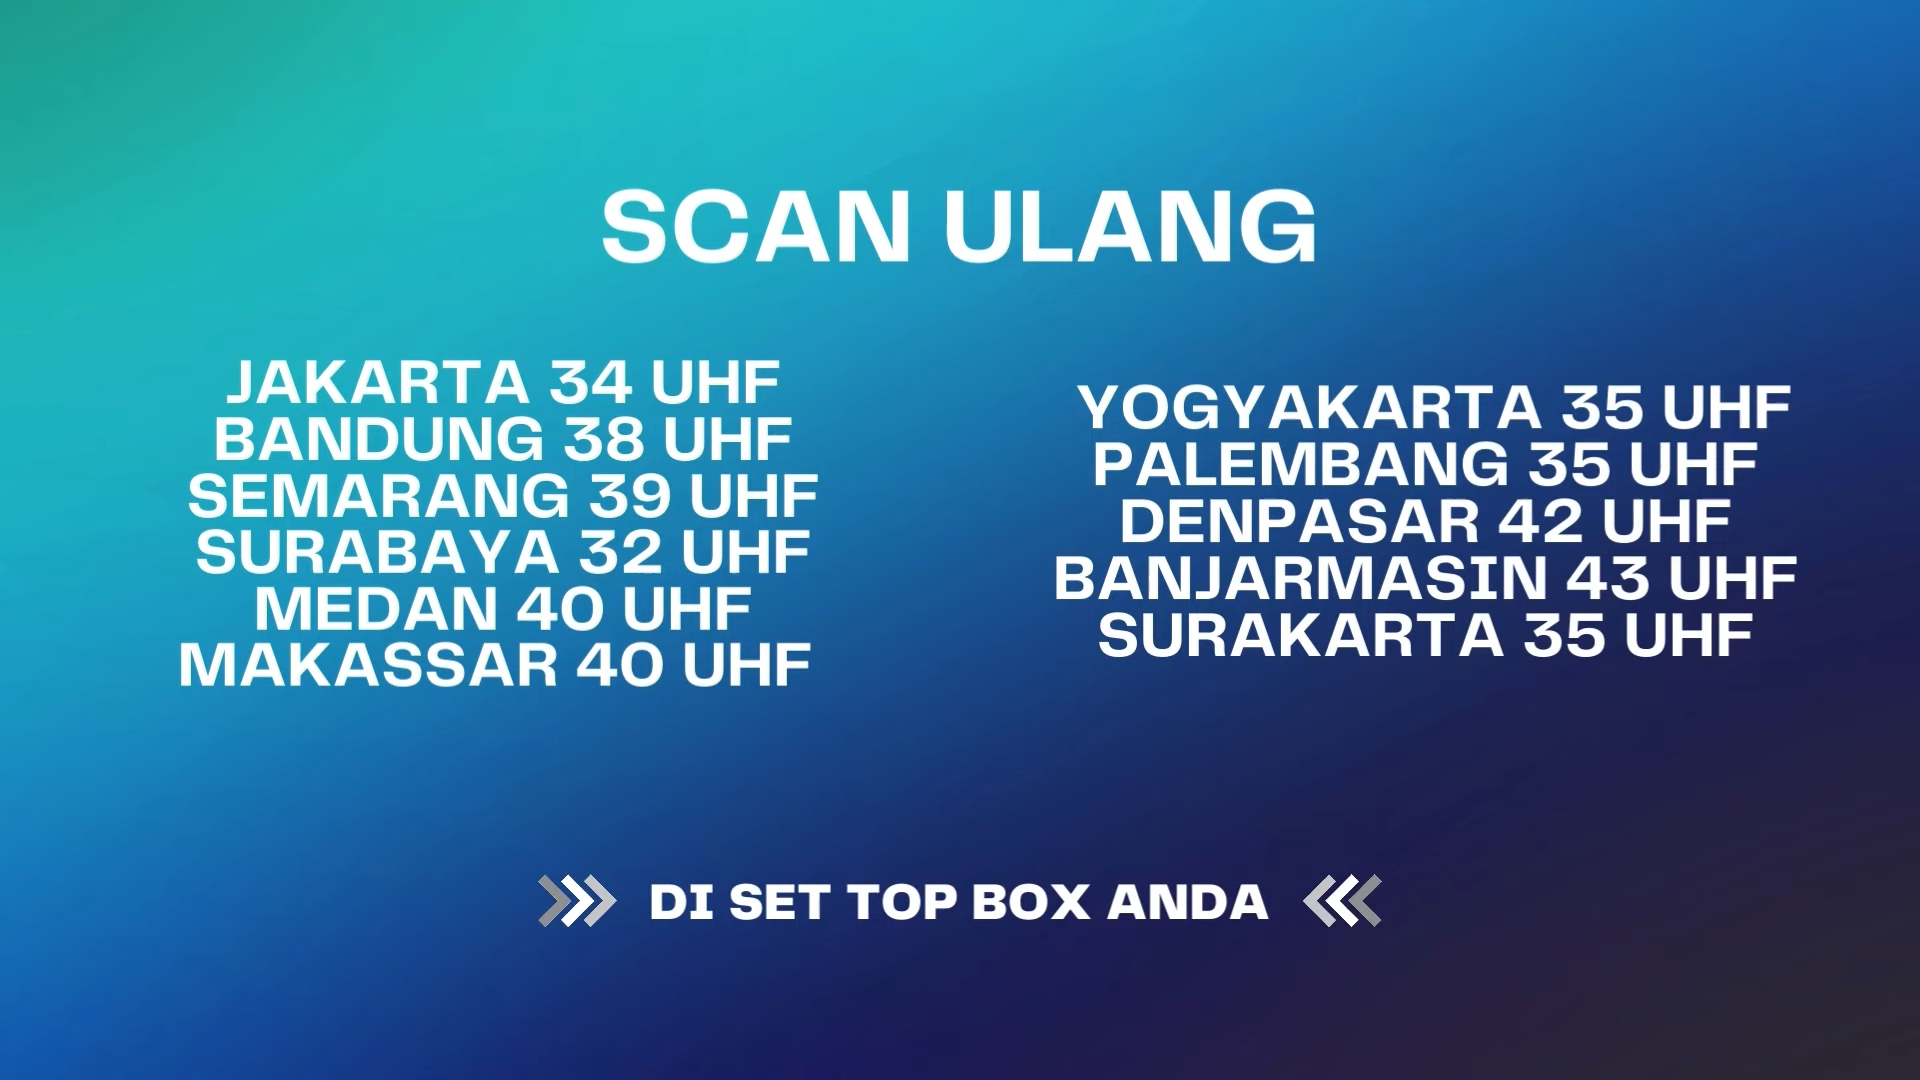 SCAN ULANG
JAKARTA 34 UHF
BANDUNG 38 UHF
SEMARANG 39 UHF
SURABAYA 32 UHF
MEDAN 40 UHF
MAKASSAR 40 UHF
YOGYAKARTA 35 UHF
PALEMBANG 35 UHF
DENPASAR 42 UHF
BANJARMASIN 43 UHF
SURAKARTA 35 UHF
DI SET TOP BOX ANDA